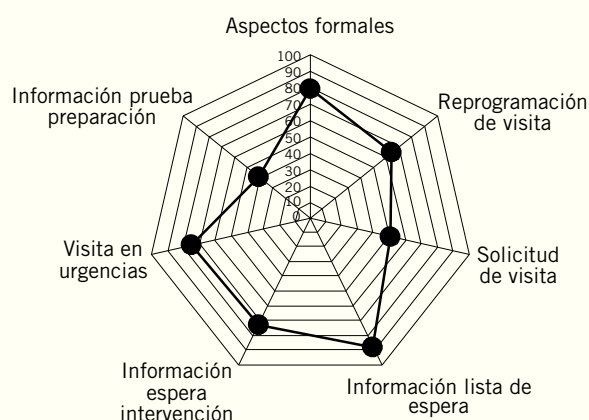 Aspectos formales
100
90
80
70
60
50
40
30
20
10
0
Reprogramación
de visita
Solicitud
de visita
Información lista de
espera
Información
espera
intervención
Visita en
urgencias
Información prueba
preparación